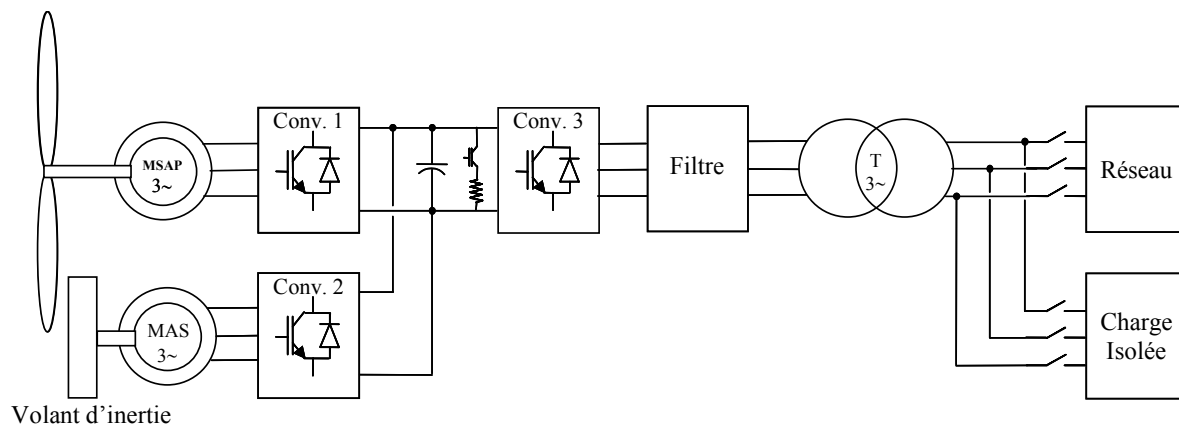 MSAP
3~
Conv. 1
Conv. 3
Filtre
T
3~
Réseau
MAS
3~
Conv. 2
Charge
Isolée
Volant d'inertie